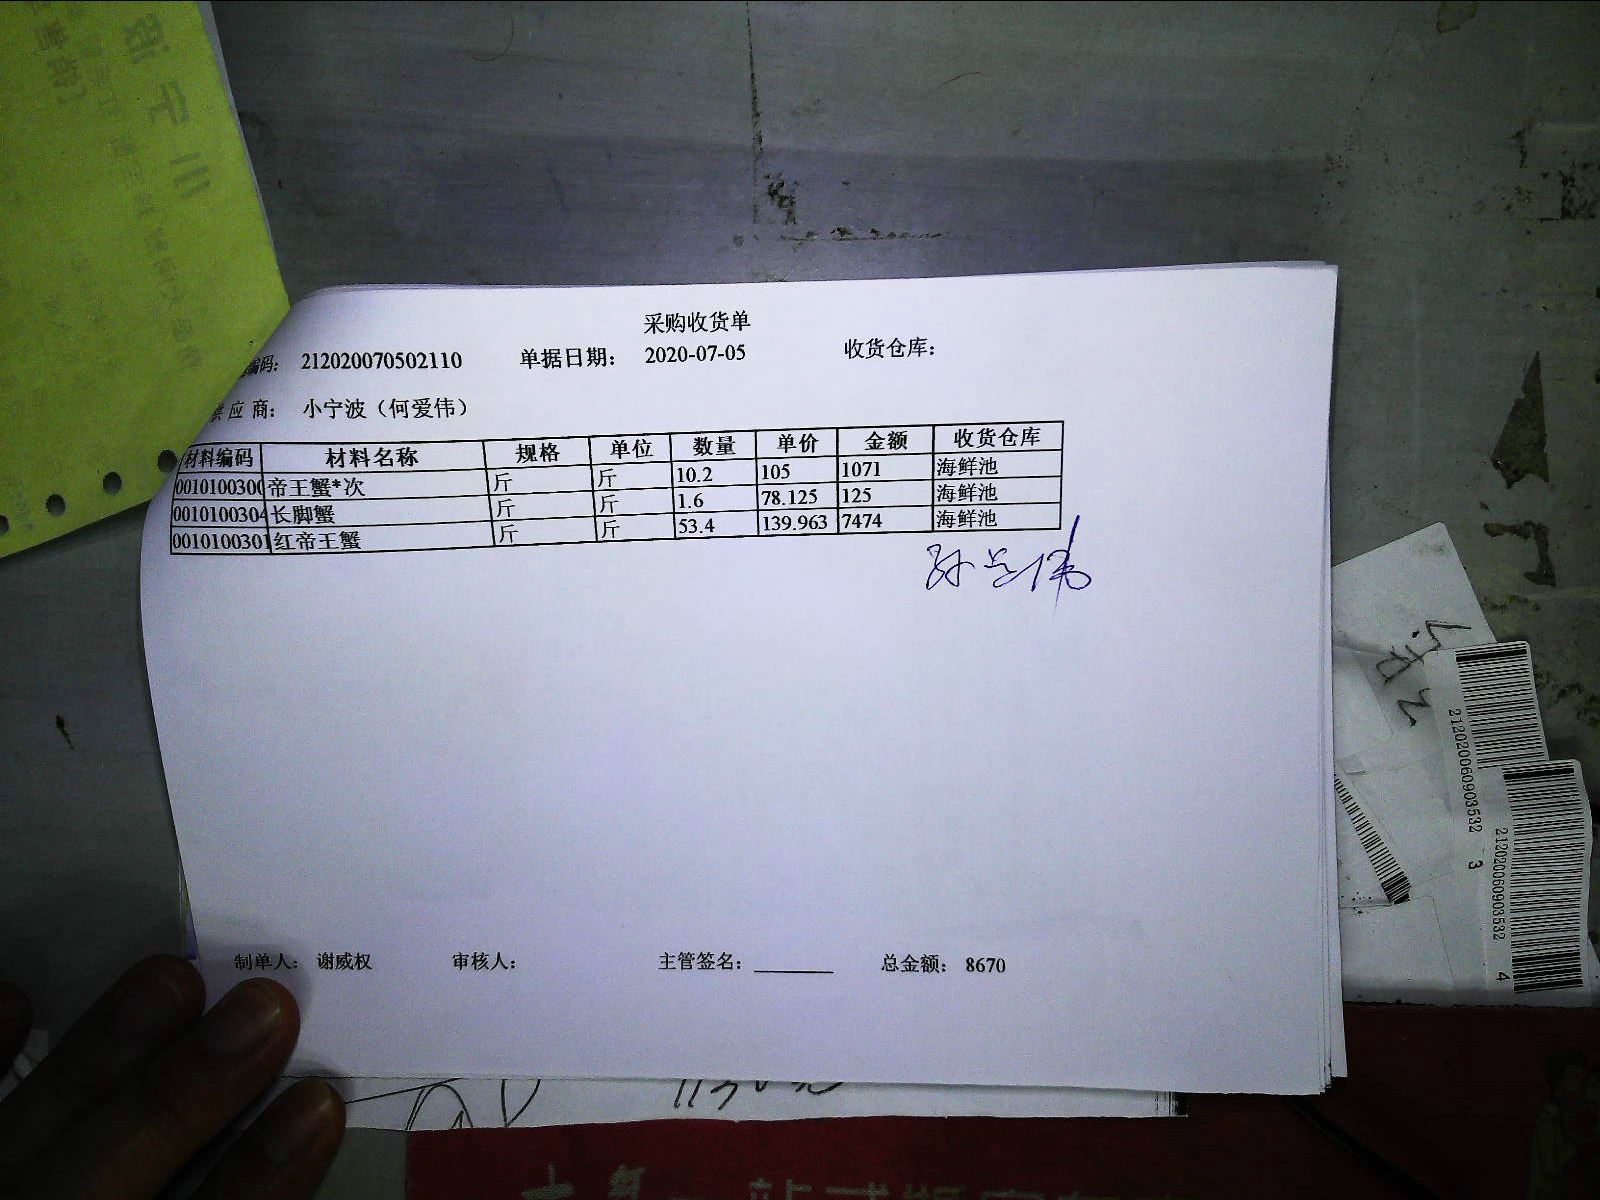 采购收货单
编码: 212020070502110 单据日期: 2020-07-05 收货仓库:
供应商: 小宁波（何爱伟）
材料编码 材料名称 规格 单位 数量 单价 金额 收货仓库
0010100300 帝王蟹*次 斤 斤 10.2 105 1071 海鲜池
0010100304 长脚蟹 斤 斤 1.6 78.125 125 海鲜池
0010100301 红帝王蟹 斤 斤 53.4 139.963 7474 海鲜池
制单人: 谢威权 审核人: 主管签名: 总金额: 8670
212020060903532 3
212020060903532 4